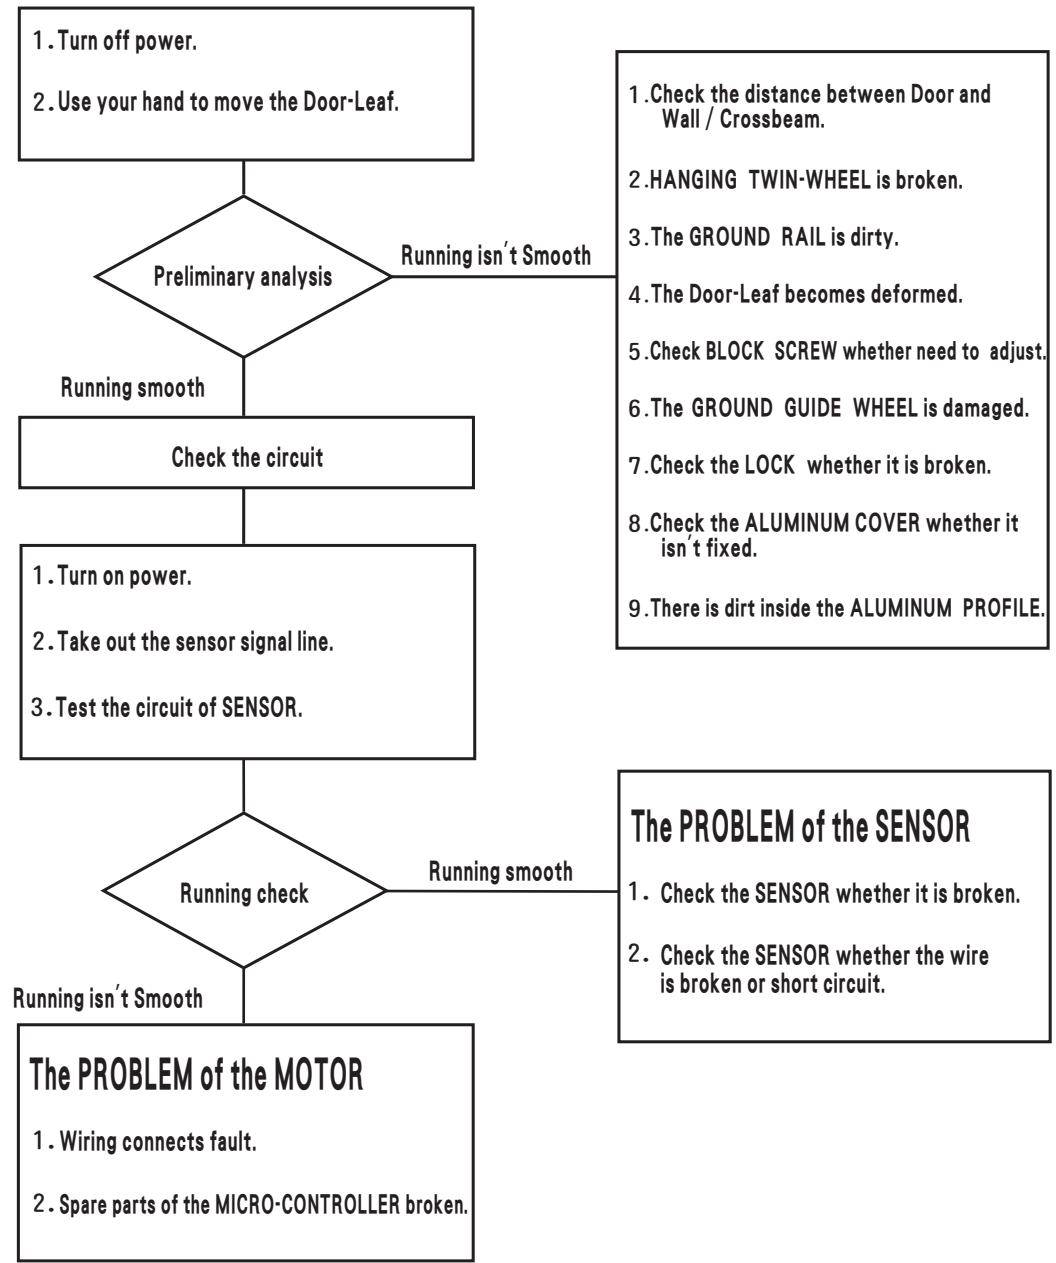 1. Turn off power.
2. Use your hand to move the Door-Leaf.
Preliminary analysis
Running isn't Smooth
1. Check the distance between Door and
Wall / Crossbeam.
2. HANGING TWIN-WHEEL is broken.
3. The GROUND RAIL is dirty.
4. The Door-Leaf becomes deformed.
5. Check BLOCK SCREW whether need to adjust.
6. The GROUND GUIDE WHEEL is damaged.
7. Check the LOCK whether it is broken.
8. Check the ALUMINUM COVER whether it
isn't fixed.
9. There is dirt inside the ALUMINUM PROFILE.
Running smooth
Check the circuit
1. Turn on power.
2. Take out the sensor signal line.
3. Test the circuit of SENSOR.
Running check
Running smooth
The PROBLEM of the SENSOR
1. Check the SENSOR whether it is broken.
2. Check the SENSOR whether the wire
is broken or short circuit.
Running isn't Smooth
The PROBLEM of the MOTOR
1. Wiring connects fault.
2. Spare parts of the MICRO-CONTROLLER broken.